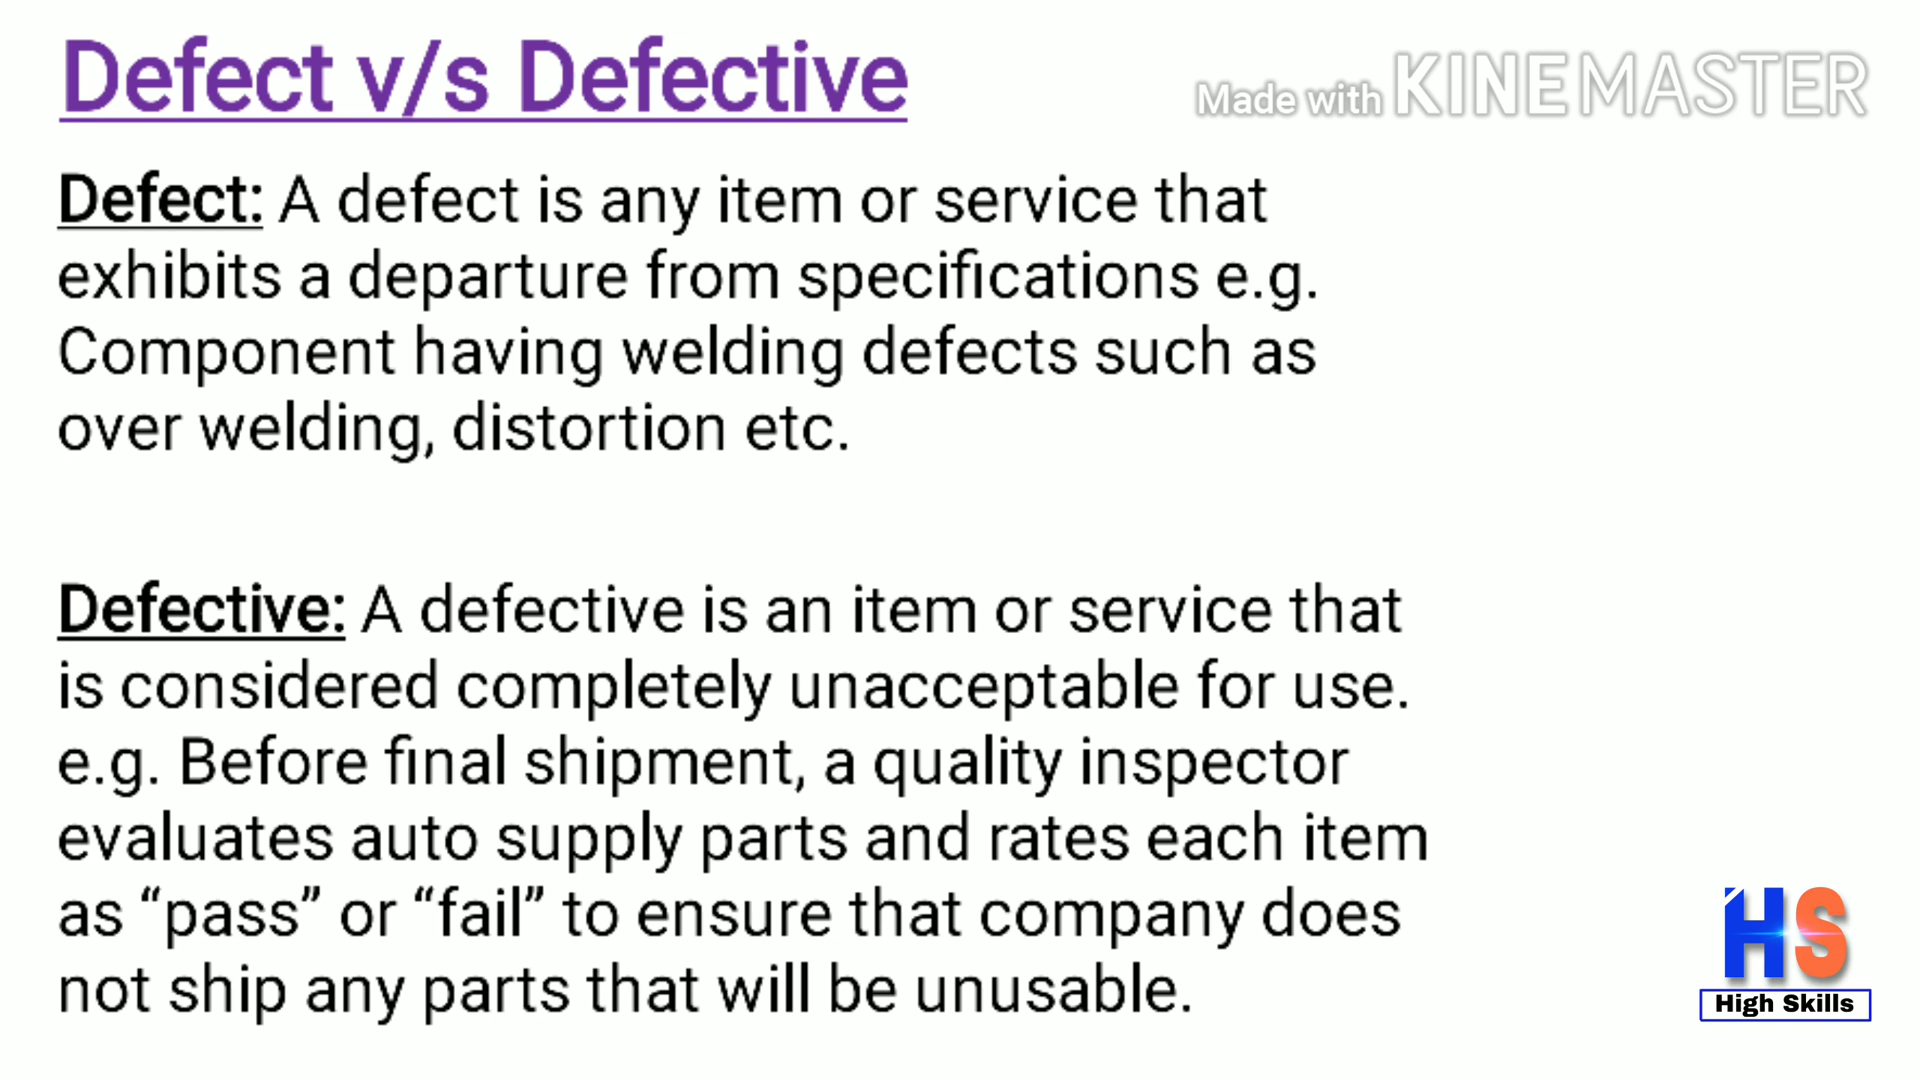 Defect v/s Defective
Made with KINEMASTER
Defect: A defect is any item or service that
exhibits a departure from specifications e.g.
Component having welding defects such as
over welding, distortion etc.
Defective: A defective is an item or service that
is considered completely unacceptable for use.
e.g. Before final shipment, a quality inspector
evaluates auto supply parts and rates each item
as “pass” or “fail” to ensure that company does
not ship any parts that will be unusable.
HS
High Skills